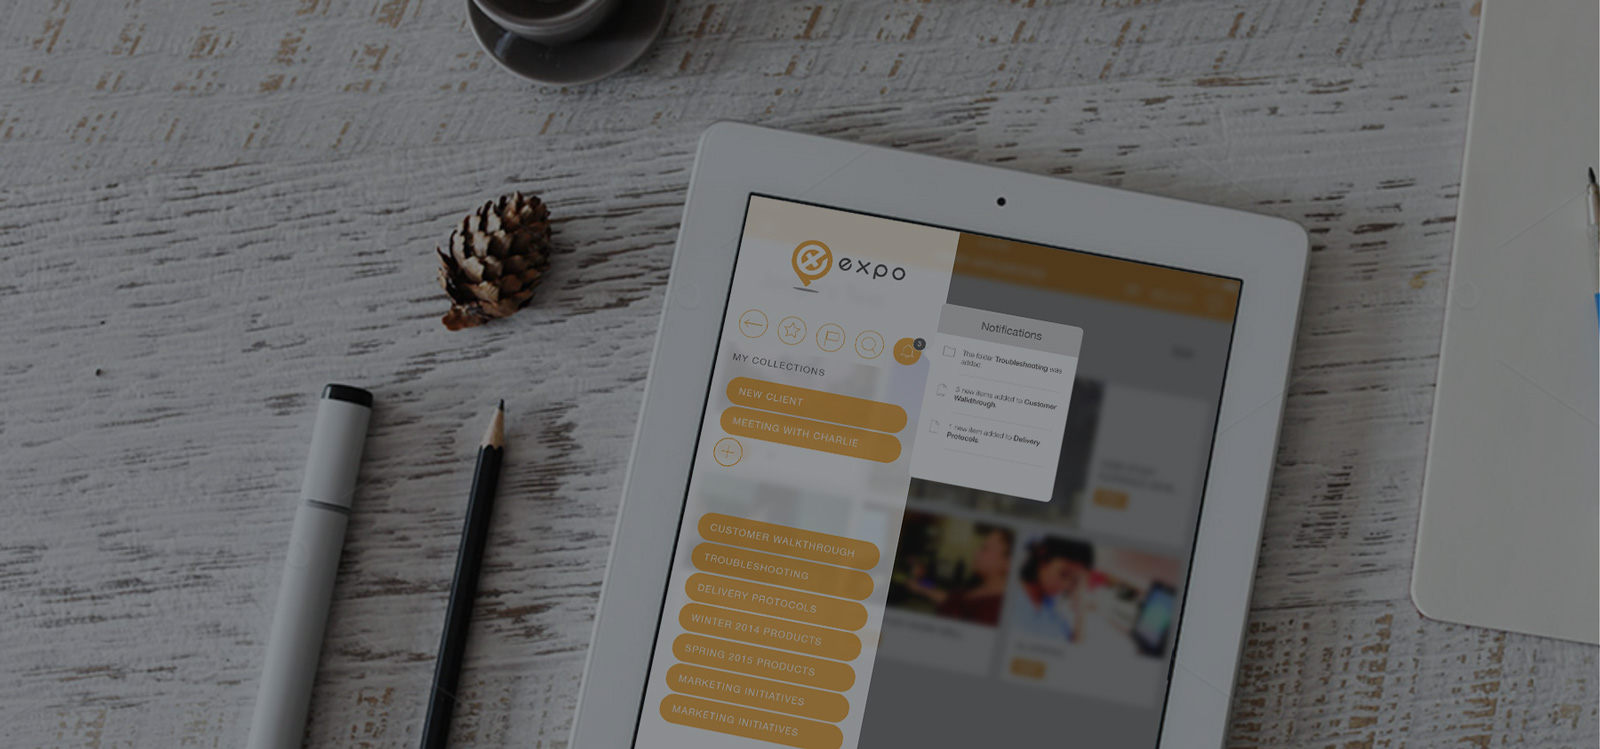 expo
3
Notifications
The folder Troubleshooting was
added.
3 new items added to Customer
Walkthrough.
1 new item added to Delivery
Protocols.
MY COLLECTIONS
NEW CLIENT
MEETING WITH CHARLIE
CUSTOMER WALKTHROUGH
TROUBLESHOOTING
DELIVERY PROTOCOLS
WINTER 2014 PRODUCTS
SPRING 2015 PRODUCTS
MARKETING INITIATIVES
MARKETING INITIATIVES